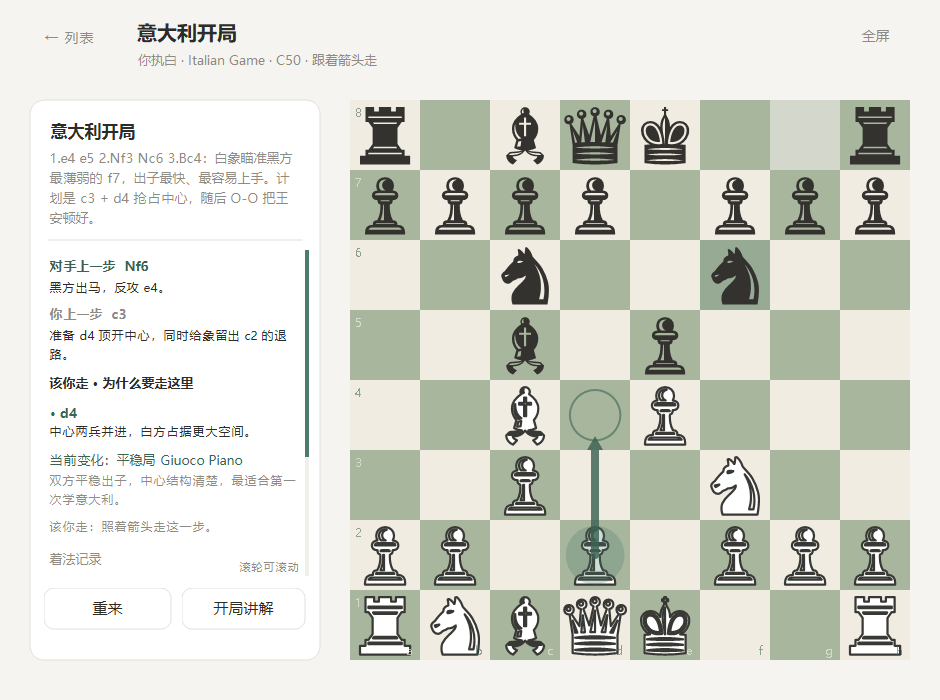 ← 列表
意大利开局
你执白 · Italian Game · C50 · 跟着箭头走
全屏
意大利开局
1.e4 e5 2.Nf3 Nc6 3.Bc4：白象瞄准黑方
最薄弱的 f7，出子最快、最容易上手。计
划是 c3 + d4 抢占中心，随后 O-O 把王
安顿好。
对手上一步 Nf6
黑方出马，反攻 e4。
你上一步 c3
准备 d4 顶开中心，同时给象留出 c2 的退
路。
该你走 • 为什么要走这里
• d4
中心两兵并进，白方占据更大空间。
当前变化：平稳局 Giuoco Piano
双方平稳出子，中心结构清楚，最适合第一
次学意大利。
该你走：照着箭头走这一步。
着法记录
滚轮可滚动
重来
开局讲解
8
7
6
5
4
3
2
1
c
d
e
f
g